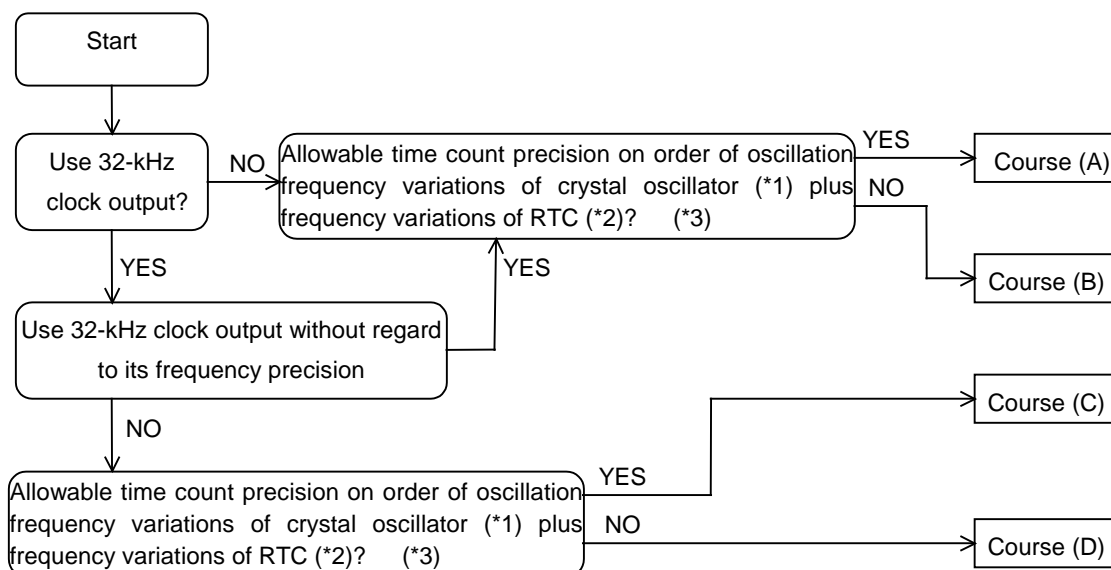 Start
Use 32-kHz
clock output?
NO
Allowable time count precision on order of oscillation
frequency variations of crystal oscillator (*1) plus
frequency variations of RTC (*2)? (*3)
YES
Course (A)
NO
Course (B)
YES
YES
Use 32-kHz clock output without regard
to its frequency precision
NO
Course (C)
Allowable time count precision on order of oscillation
frequency variations of crystal oscillator (*1) plus
frequency variations of RTC (*2)? (*3)
YES
NO
Course (D)